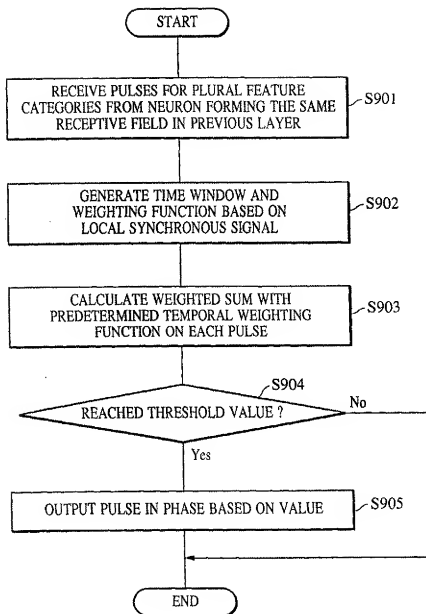 START
RECEIVE PULSES FOR PLURAL FEATURE
CATEGORIES FROM NEURON FORMING THE SAME
RECEPTIVE FIELD IN PREVIOUS LAYER
S901
GENERATE TIME WINDOW AND
WEIGHTING FUNCTION BASED ON
LOCAL SYNCHRONOUS SIGNAL
S902
CALCULATE WEIGHTED SUM WITH
PREDETERMINED TEMPORAL WEIGHTING
FUNCTION ON EACH PULSE
S903
S904
REACHED THRESHOLD VALUE ?
No
Yes
OUTPUT PULSE IN PHASE BASED ON VALUE
S905
END